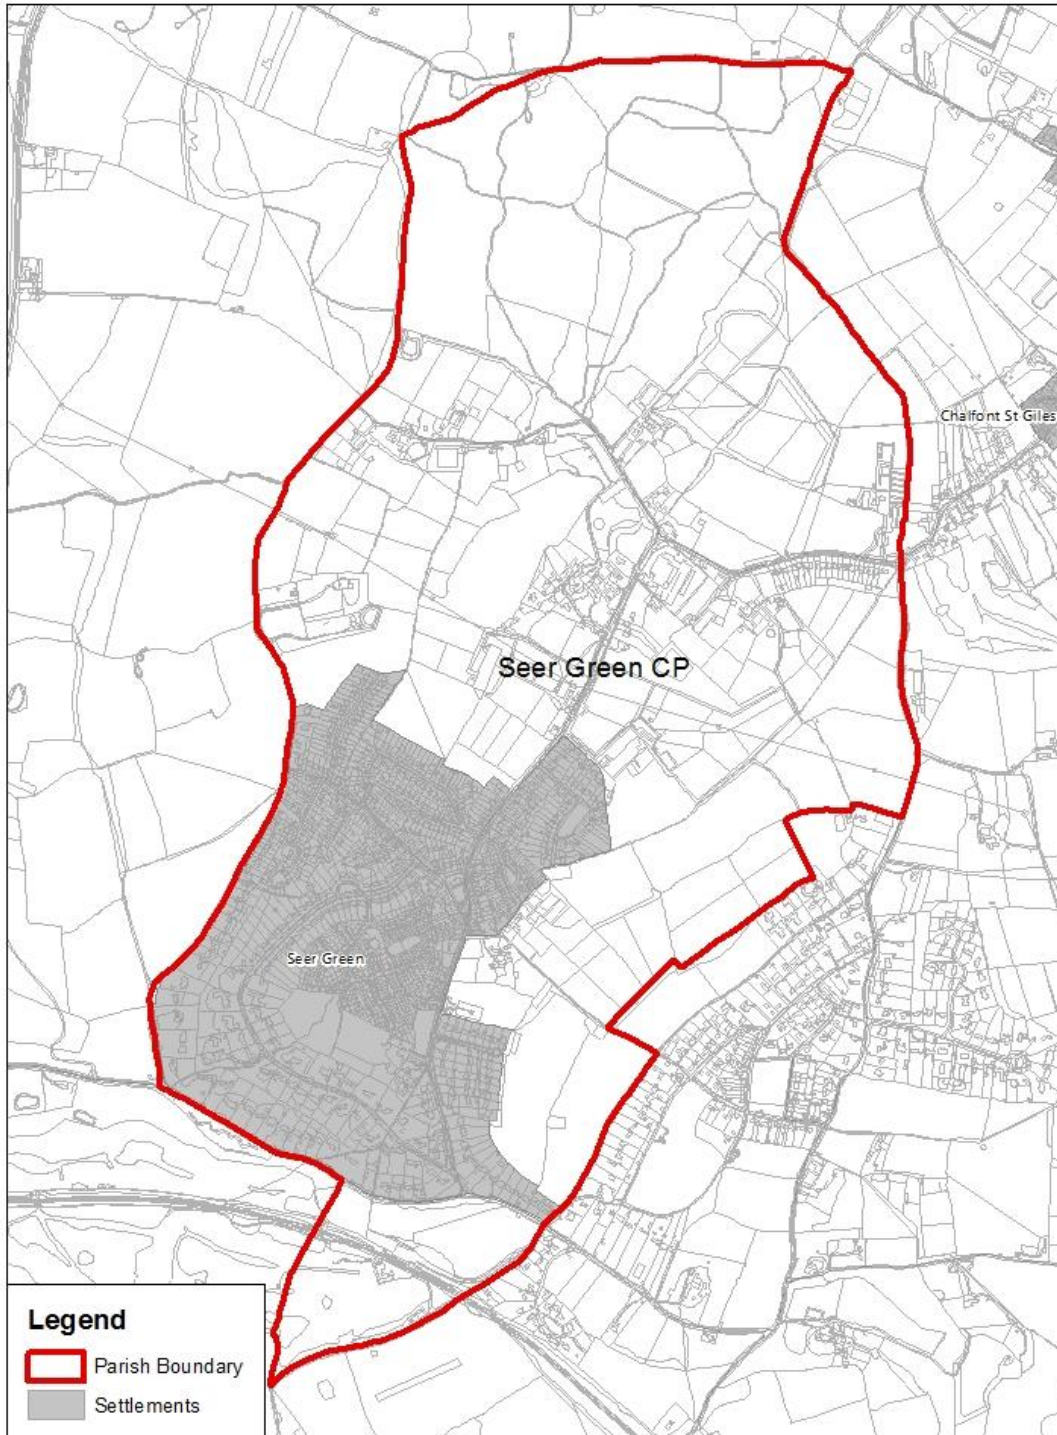 Chalfont St Giles
Seer Green CP
Seer Green
Legend
Parish Boundary
Settlements